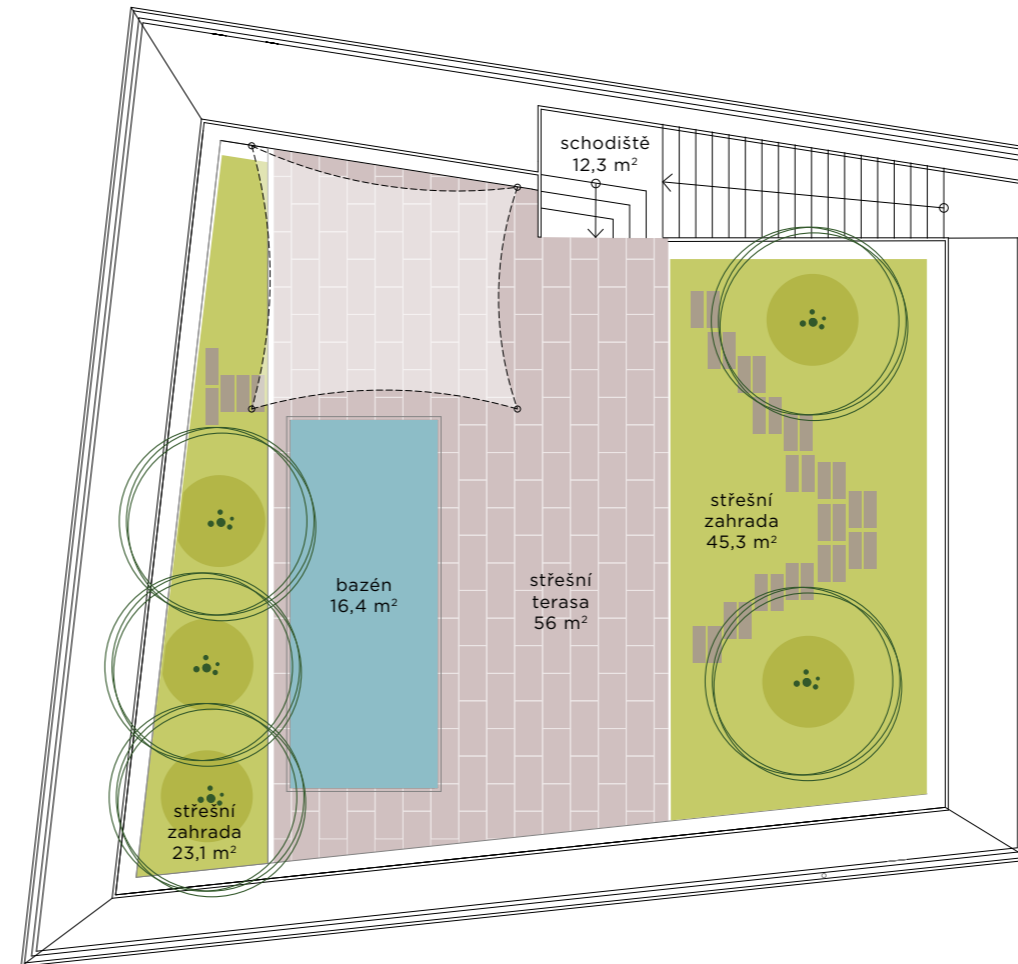 schodiště
12,3 m²
střešní
zahrada
45,3 m²
bazén
16,4 m²
střešní
terasa
56 m²
střešní
zahrada
23,1 m²